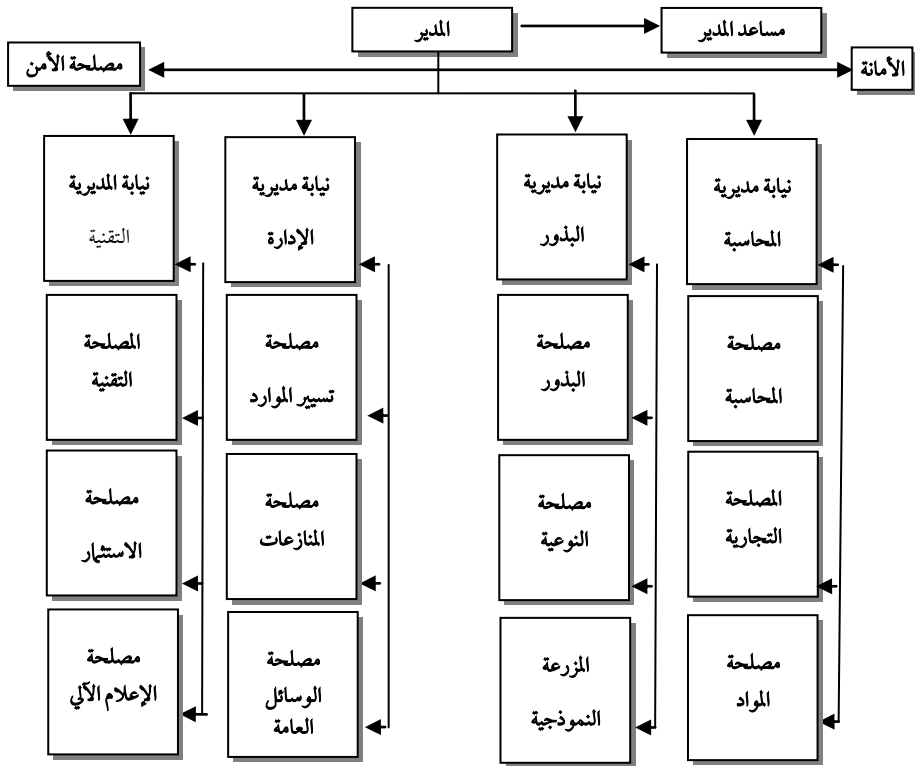 المدير
مساعد المدير
الأمانة
مصلحة الأمن
نيابة مديرية
المحاسبة
نيابة مديرية
البذور
نيابة مديرية
الإدارة
نيابة المديرية
التقنية
مصلحة
المحاسبة
مصلحة
البذور
مصلحة
تسيير الموارد
المصلحة
التقنية
المصلحة
التجارية
مصلحة
النوعية
مصلحة
المنازعات
مصلحة
الاستثمار
مصلحة
المواد
المزرعة
النموذجية
مصلحة
الوسائل
العامة
مصلحة
الإعلام الآلي